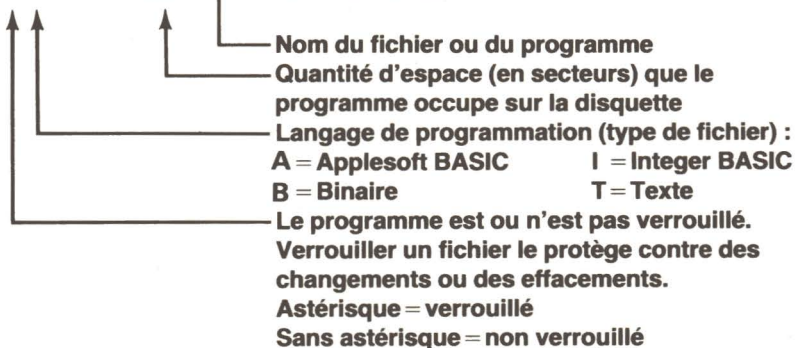 Nom du fichier ou du programme
Quantité d'espace (en secteurs) que le
programme occupe sur la disquette
Langage de programmation (type de fichier) :
A = Applesoft BASIC I = Integer BASIC
B = Binaire T = Texte
Le programme est ou n'est pas verrouillé.
Verrouiller un fichier le protège contre des
changements ou des effacements.
Astérisque = verrouillé
Sans astérisque = non verrouillé